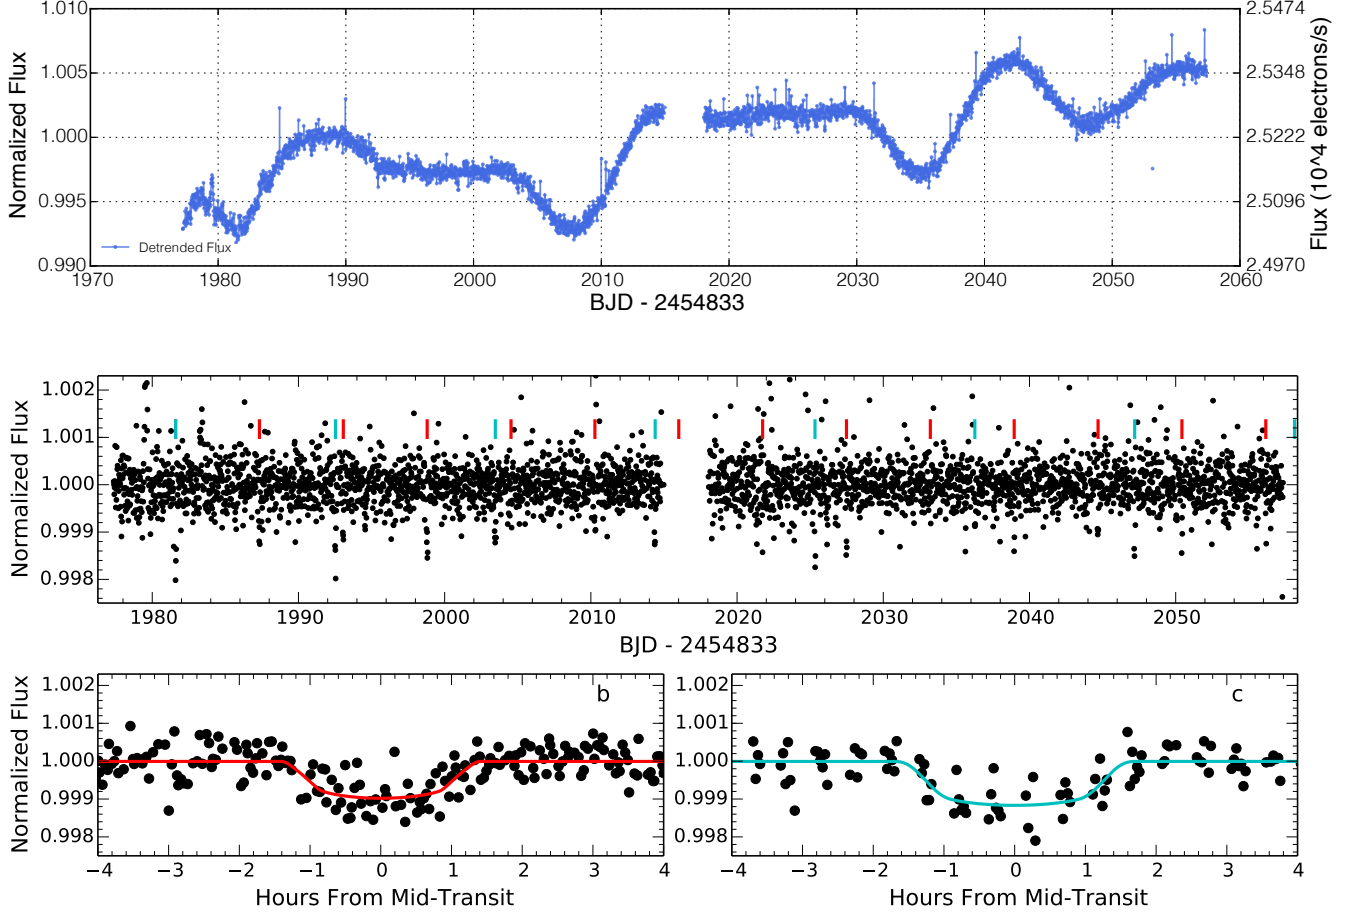 1.010 2.5474
1.005 2.5348
1.000 2.5222
0.995 2.5096
0.990 2.4970
Normalized Flux
Flux (10^4 electrons/s)
Detrended Flux
1970 1980 1990 2000 2010 2020 2030 2040 2050 2060
BJD - 2454833
1.002
1.001
1.000
0.999
0.998
Normalized Flux
1980 1990 2000 2010 2020 2030 2040 2050
BJD - 2454833
1.002 b 1.002 c
1.001 1.001
1.000 1.000
0.999 0.999
0.998 0.998
Normalized Flux
−4 −3 −2 −1 0 1 2 3 4 −3 −2 −1 0 1 2 3 4
Hours From Mid-Transit Hours From Mid-Transit